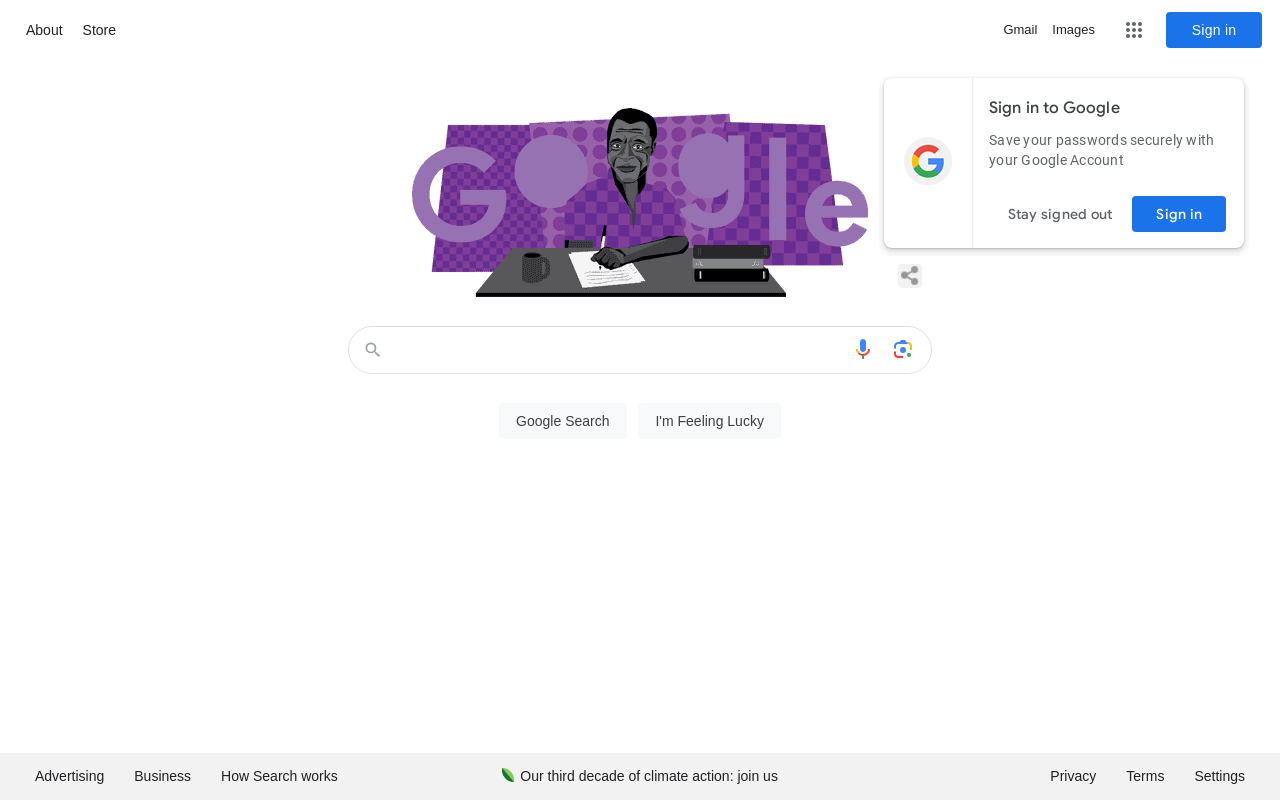 About Store
Gmail Images Sign in
Sign in to Google
Save your passwords securely with
your Google Account
Stay signed out Sign in
Google
Google Search I'm Feeling Lucky
Advertising Business How Search works
Our third decade of climate action: join us
Privacy Terms Settings